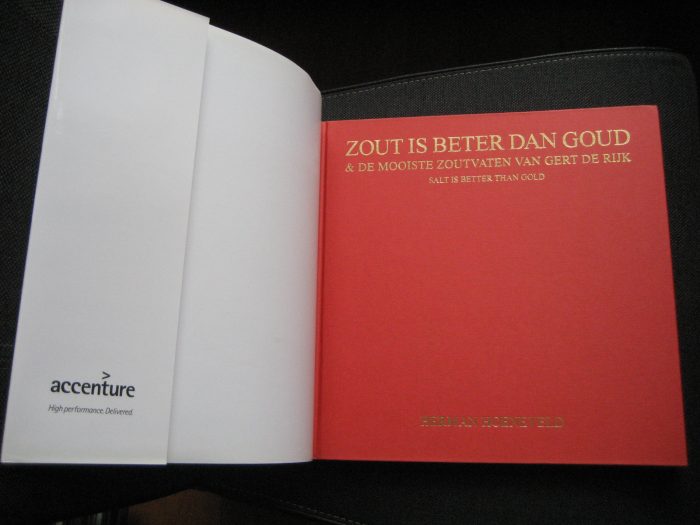 accenture
High performance. Delivered.
ZOUT IS BETER DAN GOUD
& DE MOOISTE ZOUTVATEN VAN GERT DE RIJK
SALT IS BETTER THAN GOLD
HERMAN HOENEVELD